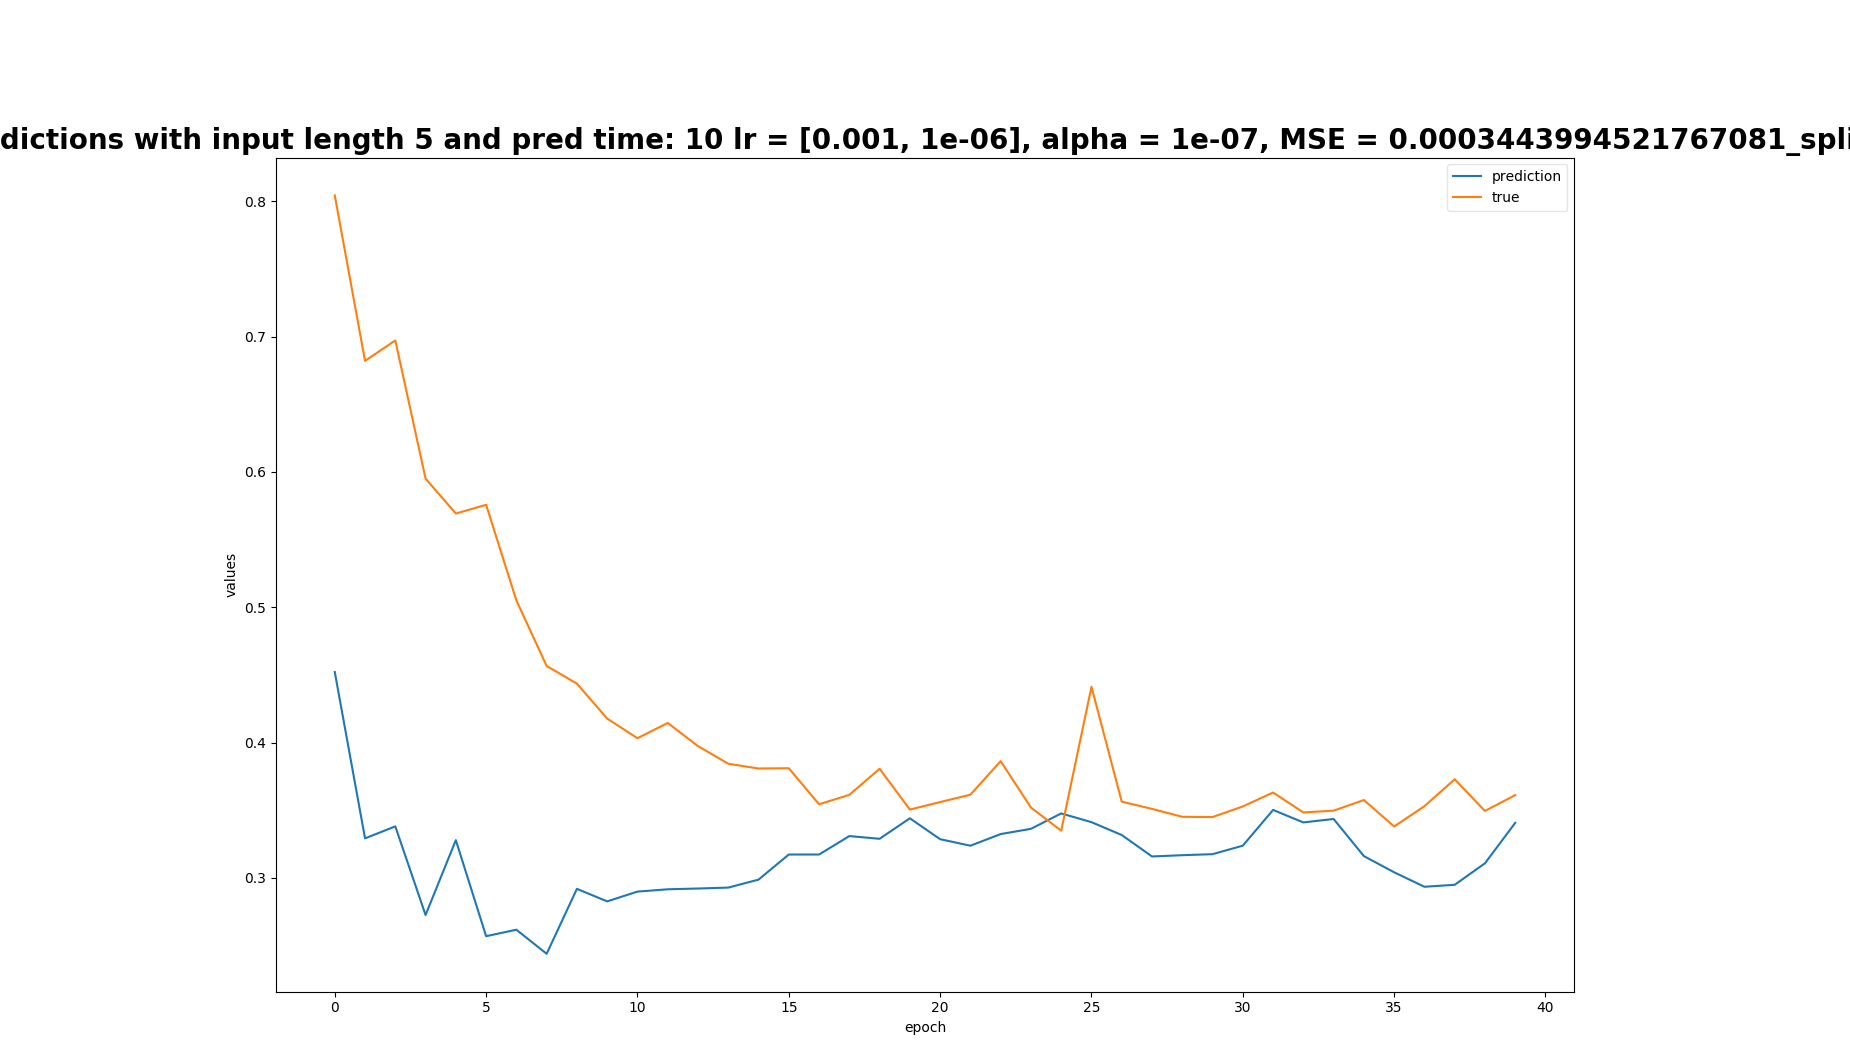 dictions with input length 5 and pred time: 10 lr = [0.001, 1e-06], alpha = 1e-07, MSE = 0.0003443994521767081_spli
prediction
true
0.8
0.7
0.6
0.5
0.4
0.3
values
0 5 10 15 20 25 30 35 40
epoch